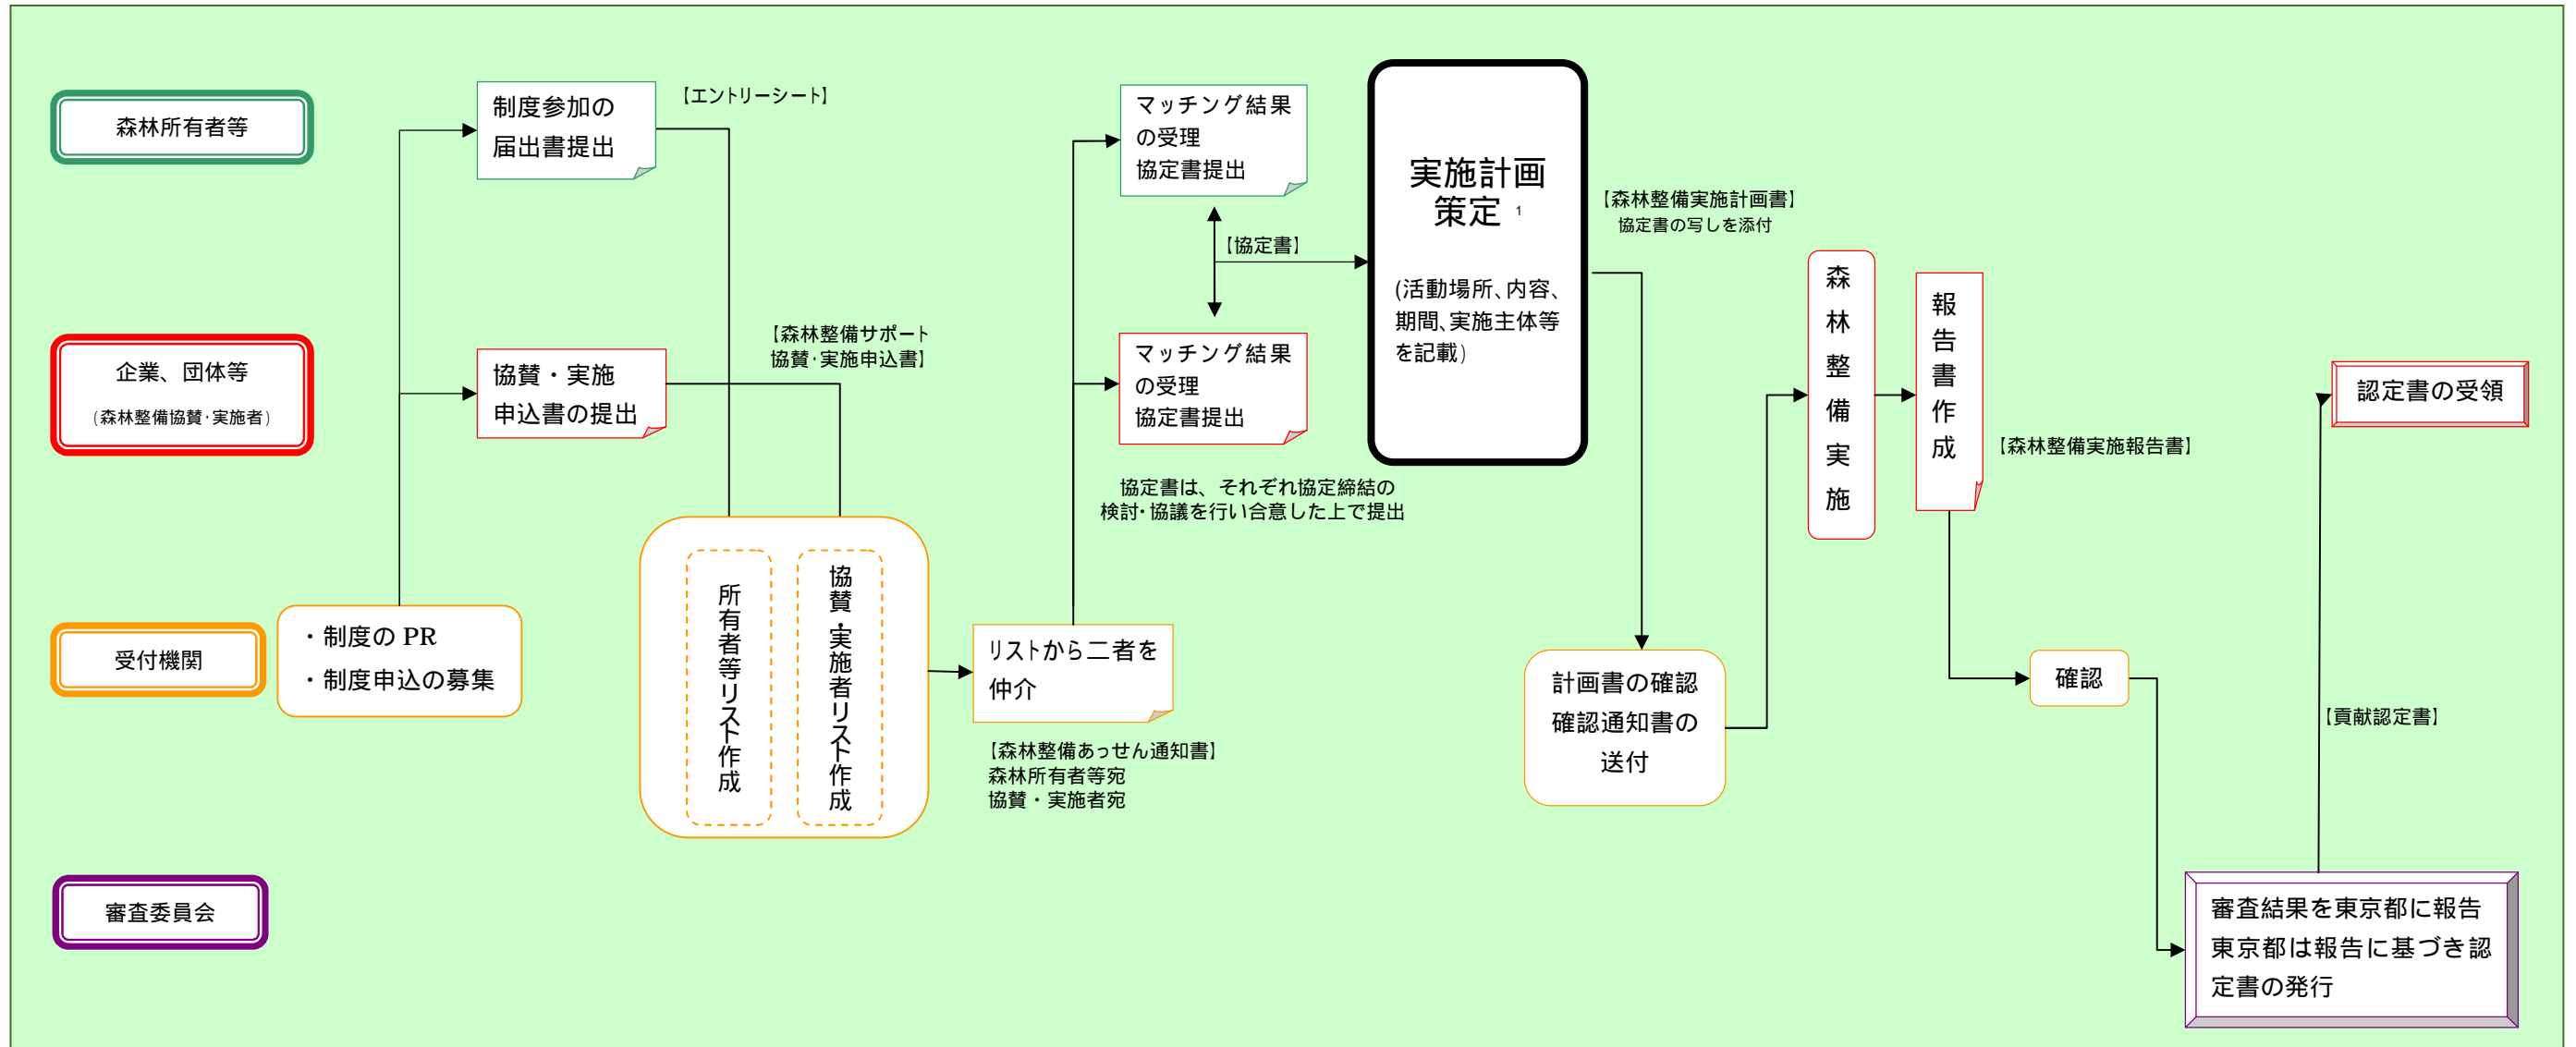 森林所有者等
制度参加の
届出書提出
【エントリーシート】
マッチング結果
の受理
協定書提出
実施計画
策定 1
(活動場所、内容、
期間、実施主体等
を記載)
【森林整備実施計画書】
協定書の写しを添付
【協定書】
企業、団体等
(森林整備協賛・実施者)
協賛・実施
申込書の提出
【森林整備サポート
協賛・実施申込書】
マッチング結果
の受理
協定書提出
協定書は、それぞれ協定締結の
検討・協議を行い合意した上で提出
森林整備実施
報告書作成
【森林整備実施報告書】
認定書の受領
受付機関
・制度の PR
・制度申込の募集
所有者等リスト作成
協賛・実施者リスト作成
リストから二者を
仲介
【森林整備あっせん通知書】
森林所有者等宛
協賛・実施者宛
計画書の確認
確認通知書の
送付
確認
【貢献認定書】
審査委員会
審査結果を東京都に報告
東京都は報告に基づき認
定書の発行